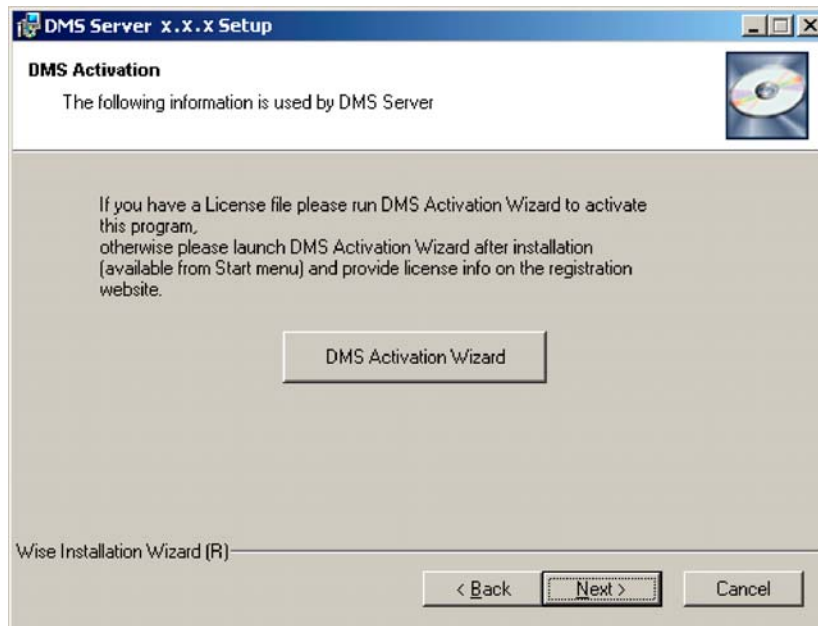 DMS Server x.x.x Setup
DMS Activation
The following information is used by DMS Server
If you have a License file please run DMS Activation Wizard to activate
this program,
otherwise please launch DMS Activation Wizard after installation
(available from Start menu) and provide license info on the registration
website.
DMS Activation Wizard
Wise Installation Wizard (R)
< Back
Next >
Cancel